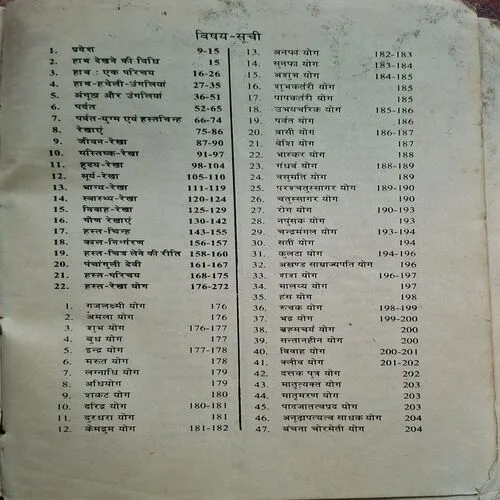 विषय-सूची
1. प्रवेश 9-15
2. हाथ देखने की विधि 15
3. हाथ : एक परिचय 16-26
4. हाथ-हथेली-उंगलियां 27-35
5. अंगूठा और उंगलियां 36-51
6. पर्वत 52-65
7. पर्वत-युग्म एवं हस्तचिन्ह 66-74
8. रेखाएं 75-86
9. जीवन-रेखा 87-90
10. मस्तिष्क-रेखा 91-97
11. हृदय-रेखा 98-104
12. सूर्य-रेखा 105-110
13. भाग्य-रेखा 111-119
14. स्वास्थ्य-रेखा 120-124
15. विवाह-रेखा 125-129
16. गौण रेखाएं 130-142
17. हस्त-चिन्ह 143-155
18. काल-निर्धारण 156-157
19. हस्त-चित्र लेने की रीति 158-160
20. पंचांगुली देवी 161-167
21. हस्त-परिचय 168-175
22. हस्त-रेखा योग 176-272
1. गजलक्ष्मी योग 176
2. अमला योग 176
3. शुभ योग 176-177
4. बुध योग 177
5. इन्द्र योग 177-178
6. मरुत योग 178
7. लग्नाधि योग 179
8. अधियोग 179
9. शकट योग 180
10. दरिद्र योग 180-181
11. दुरधरा योग 181
12. केमद्रुम योग 181-182
13. अनफा योग 182-183
14. सुनफा योग 183-184
15. अशुभ योग 184-185
16. शुभकर्तरी योग 185
17. पापकर्तरी योग 185
18. उभयचरिक योग 185-186
19. पर्वत योग 186
20. वासी योग 186-187
21. वेशि योग 187
22. भास्कर योग 188
23. गंधर्व योग 188-189
24. वसुमति योग 189
25. परश्चतुस्सागर योग 189-190
26. चतुस्सागर योग 190
27. रोग योग 190-193
28. नपुंसक योग 193
29. चन्द्रमंगल योग 193-194
30. सती योग 194
31. कुलटा योग 194-196
32. अखण्ड साम्राज्यपति योग 196
33. शश योग 196-197
34. मालव्य योग 197
35. हंस योग 198
36. रूचक योग 198-199
37. भद्र योग 199-200
38. ब्रह्मचर्य योग 200
39. सन्तानहीन योग 200
40. विवाह योग 200-201
41. क्लीव योग 201-202
42. दत्तक पुत्र योग 202
43. मातृत्यक्त योग 203
44. मातृमरण योग 203
45. पादजातत्वप्रद योग 203
46. अनूढ़ापत्यत्व साधक योग 204
47. वंचना चोरभेती योग 204